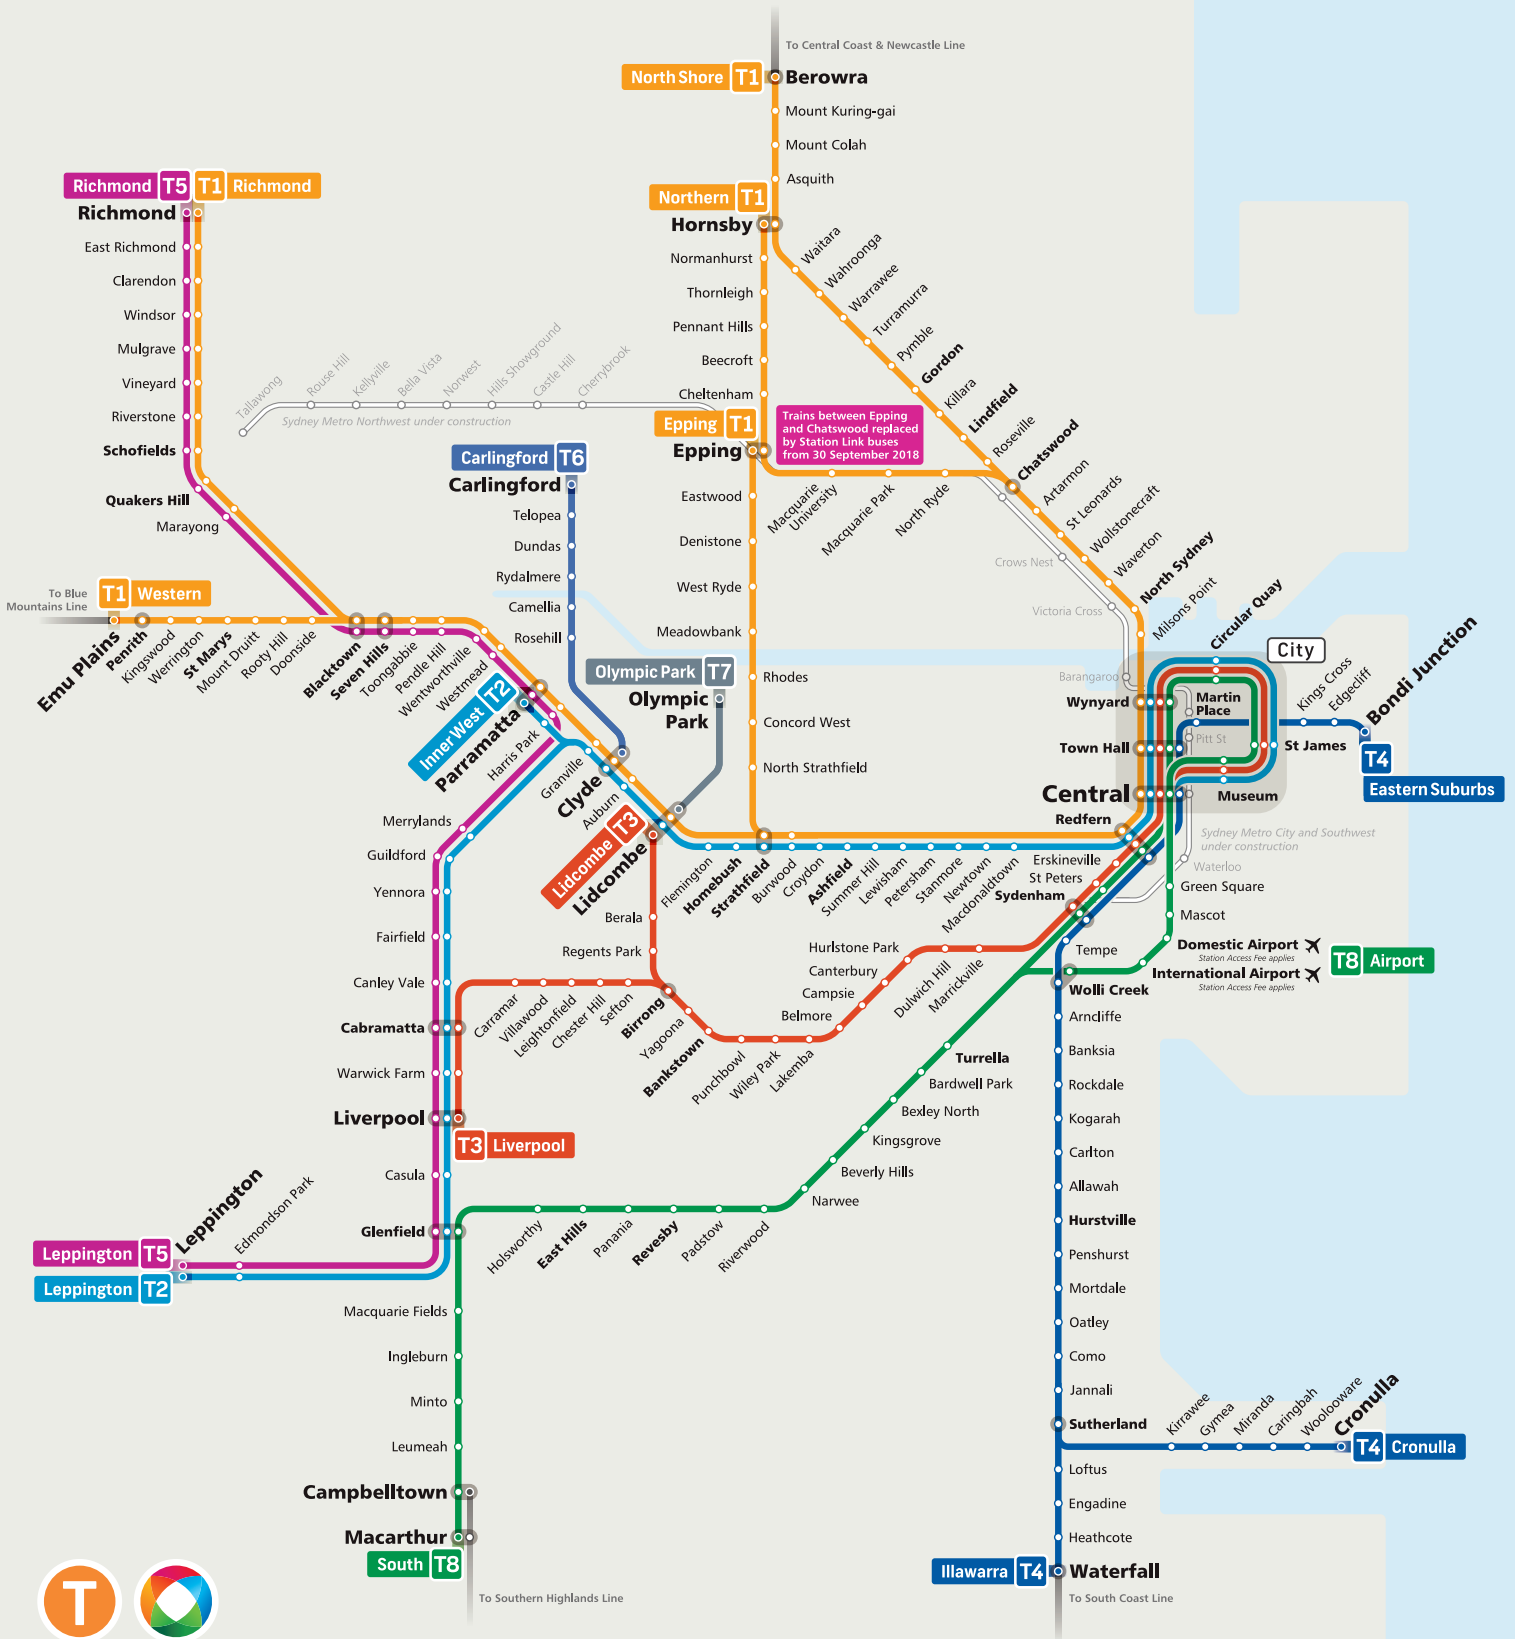 To Central Coast & Newcastle Line
North Shore T1
Berowra
Mount Kuring-gai
Mount Colah
Asquith
Richmond T5
T1 Richmond
Richmond
East Richmond
Clarendon
Windsor
Mulgrave
Vineyard
Riverstone
Schofields
Quakers Hill
Marayong
Northern T1
Hornsby
Normanhurst
Thornleigh
Pennant Hills
Beecroft
Cheltenham
Waitara
Wahroonga
Warrawee
Turramurra
Pymble
Gordon
Killara
Lindfield
Roseville
Chatswood
Artarmon
St Leonards
Wollstonecraft
Waverton
North Sydney
Milsons Point
Tallawong
Rouse Hill
Kellyville
Bella Vista
Norwest
Hills Showground
Castle Hill
Cherrybrook
Sydney Metro Northwest under construction
Epping T1
Epping
Trains between Epping
and Chatswood replaced
by Station Link buses
from 30 September 2018
Macquarie
University
Macquarie Park
North Ryde
Crows Nest
Victoria Cross
Barangaroo
Carlingford T6
Carlingford
Telopea
Dundas
Rydalmere
Camellia
Rosehill
Eastwood
Denistone
West Ryde
Meadowbank
Rhodes
Concord West
North Strathfield
Olympic Park T7
Olympic
Park
To Blue
Mountains Line
T1 Western
Emu Plains
Penrith
Kingswood
Werrington
St Marys
Mount Druitt
Rooty Hill
Doonside
Blacktown
Seven Hills
Toongabbie
Pendle Hill
Wentworthville
Westmead
Inner West T2
Parramatta
Harris Park
Granville
Clyde
Auburn
Lidcombe T3
Lidcombe
Flemington
Homebush
Strathfield
Burwood
Croydon
Ashfield
Summer Hill
Lewisham
Petersham
Stanmore
Newtown
Macdonaldtown
Circular Quay
City
Wynyard
Martin
Place
Pitt St
Town Hall
St James
Central
Museum
Redfern
Kings Cross
Edgecliff
Bondi Junction
T4
Eastern Suburbs
Sydney Metro City and Southwest
under construction
Waterloo
Erskineville
St Peters
Sydenham
Green Square
Mascot
Domestic Airport
Station Access Fee applies
International Airport
Station Access Fee applies
T8 Airport
Tempe
Wolli Creek
Merrylands
Guildford
Yennora
Fairfield
Canley Vale
Cabramatta
Warwick Farm
Liverpool
T3 Liverpool
Casula
Glenfield
Berala
Regents Park
Carramar
Villawood
Leightonfield
Chester Hill
Sefton
Birrong
Yagoona
Bankstown
Punchbowl
Wiley Park
Lakemba
Belmore
Campsie
Canterbury
Hurlstone Park
Dulwich Hill
Marrickville
Turrella
Bardwell Park
Bexley North
Kingsgrove
Beverly Hills
Narwee
Riverwood
Padstow
Revesby
Panania
East Hills
Holsworthy
Leppington T5
Leppington T2
Leppington
Edmondson Park
Macquarie Fields
Ingleburn
Minto
Leumeah
Campbelltown
Macarthur
South T8
To Southern Highlands Line
Arncliffe
Banksia
Rockdale
Kogarah
Carlton
Allawah
Hurstville
Penshurst
Mortdale
Oatley
Como
Jannali
Sutherland
Kirrawee
Gymea
Miranda
Caringbah
Woolooware
Cronulla
T4 Cronulla
Loftus
Engadine
Heathcote
Illawarra T4
Waterfall
To South Coast Line
T